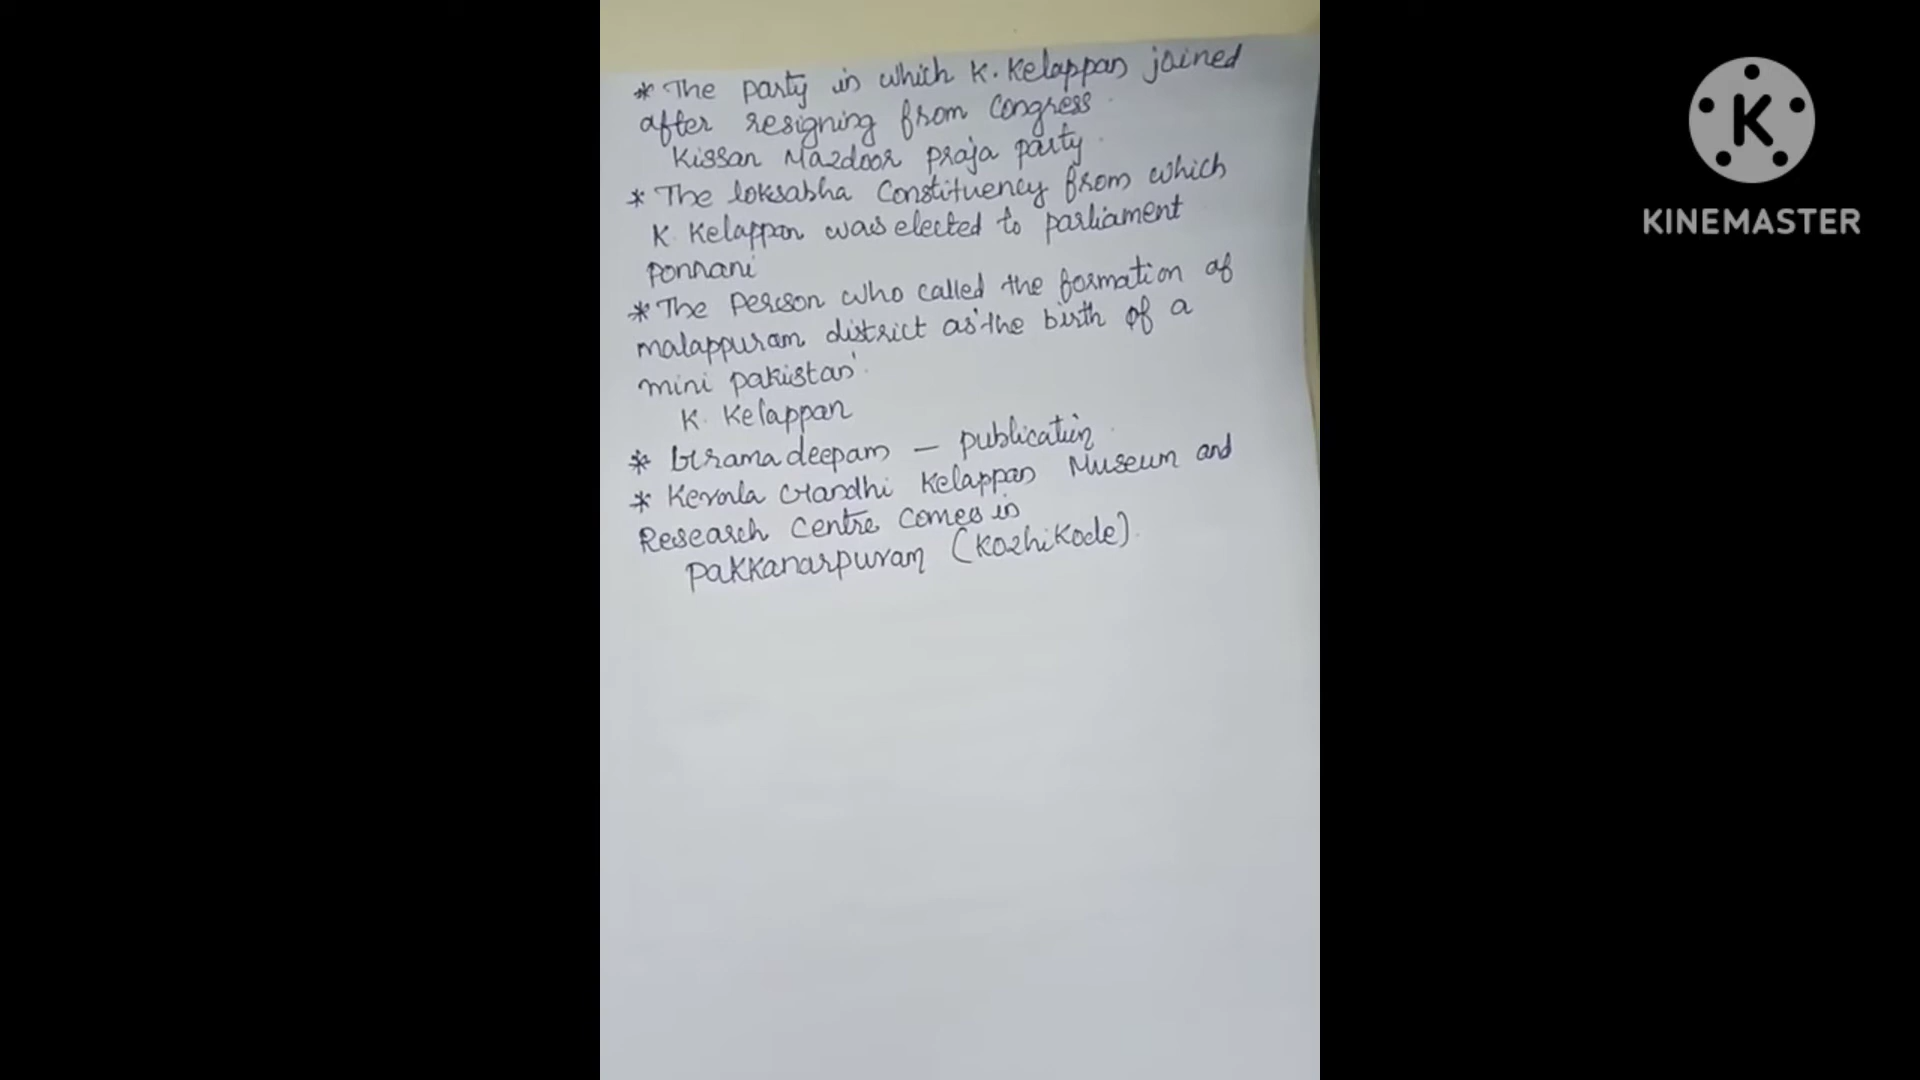 * The party in which K. Kelappan joined
after resigning from Congress
Kissan Mazdoor Praja party
* The loksabha Constituency from which
K. Kelappan was elected to parliament
Ponnani
* The Person who called the formation of
malappuram district as 'the birth of a
mini pakistan'
K. Kelappan
* Gramadeepam – publication
* Kerala Gandhi Kelappan Museum and
Research Centre comes in
Pakkanarpuram (Kozhikode).
K
KINEMASTER